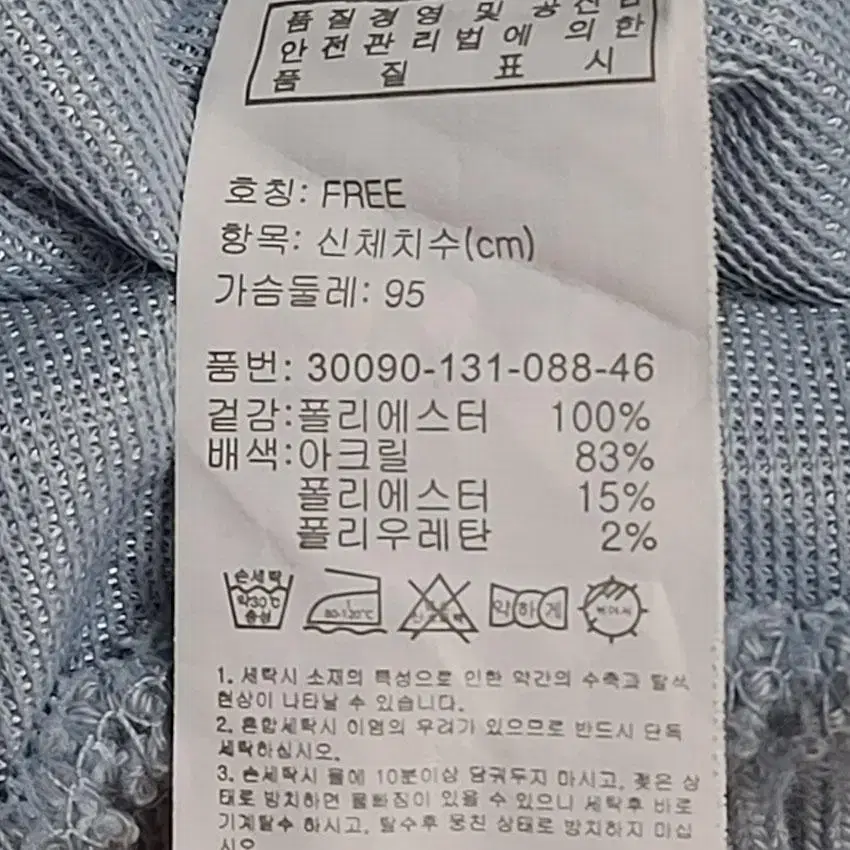 품질경영 및 공산품
안전관리법에 의한
품 질 표 시
호칭: FREE
항목: 신체치수(cm)
가슴둘레: 95
품번: 30090-131-088-46
겉감:폴리에스터 100%
배색:아크릴 83%
폴리에스터 15%
폴리우레탄 2%
손세탁
약30℃
중성
80-120℃
약하게
뉘어서
1. 세탁시 소재의 특성으로 인한 약간의 수축과 탈색
현상이 나타날 수 있습니다.
2. 혼합세탁시 이염의 우려가 있으므로 반드시 단독
세탁하십시오.
3. 손세탁시 물에 10분이상 담궈두지 마시고, 젖은 상
태로 방치하면 물빠짐이 있을 수 있으니 세탁후 바로
기계탈수 하시고, 탈수후 뭉친 상태로 방치하지 마십
시오.